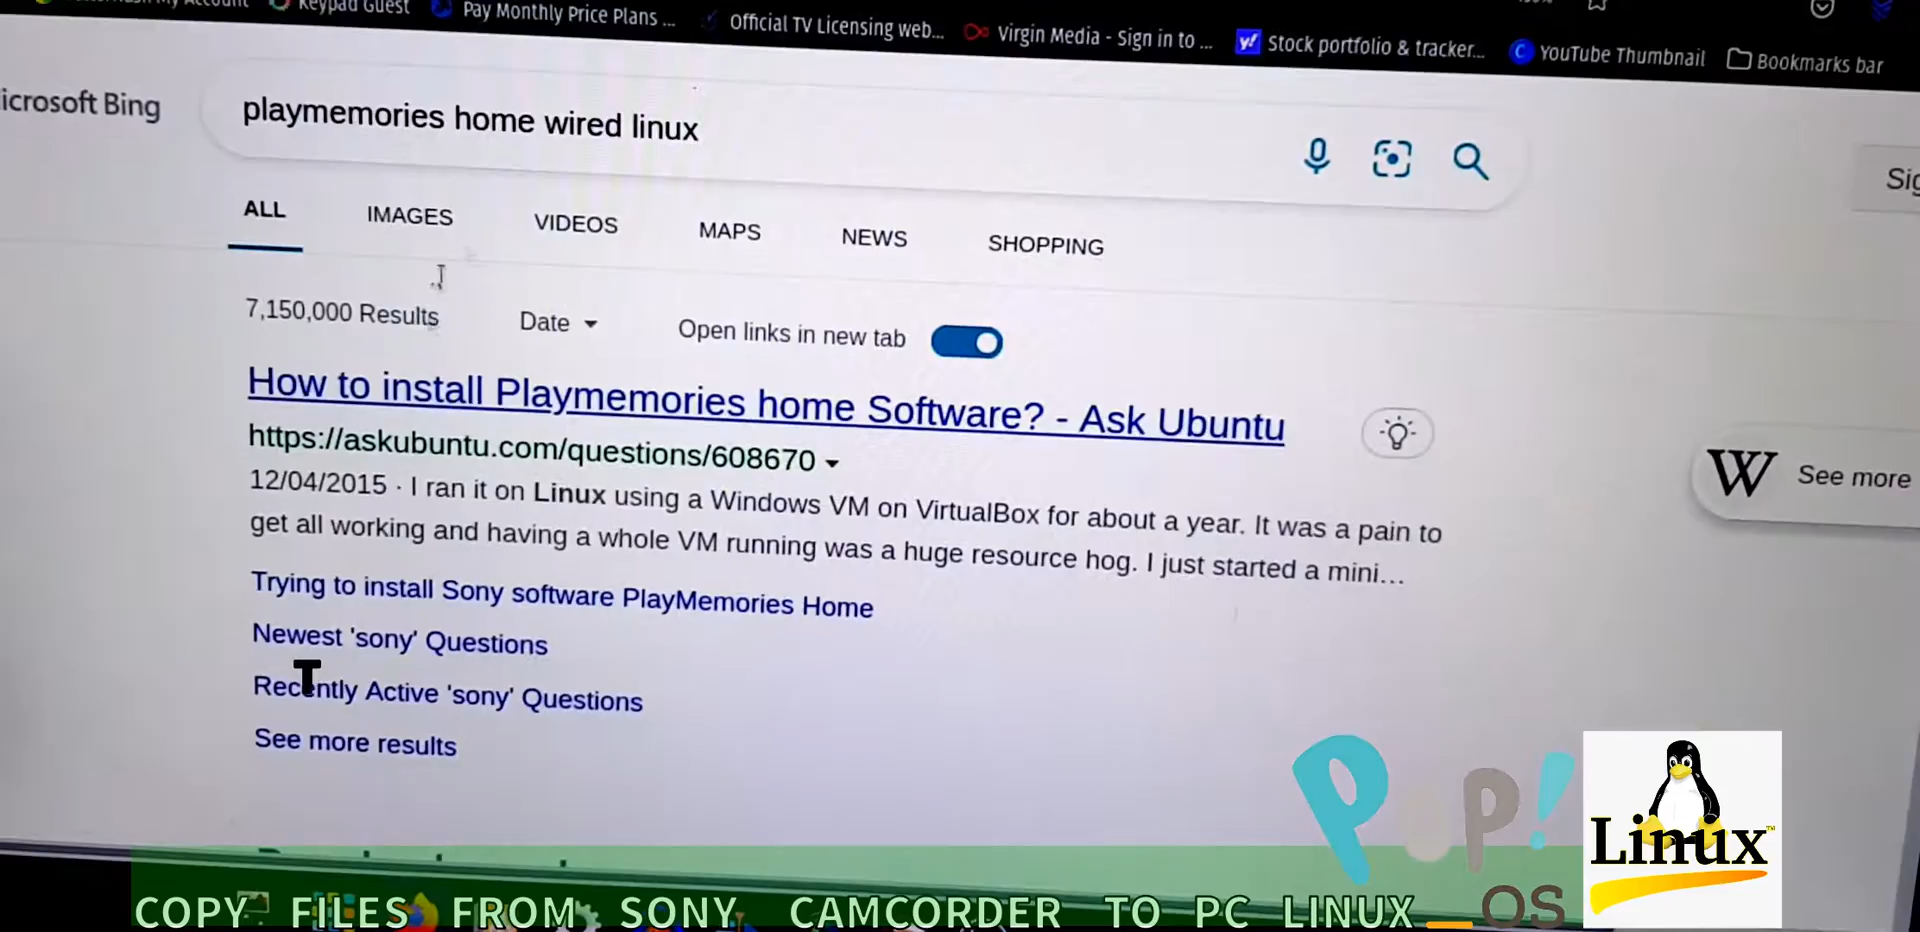 Keypad Guest
Pay Monthly Price Plans ...
Official TV Licensing web...
Virgin Media - Sign in to ...
Stock portfolio & tracker...
YouTube Thumbnail
Bookmarks bar
icrosoft Bing
playmemories home wired linux
Sig
ALL IMAGES VIDEOS MAPS NEWS SHOPPING
7,150,000 Results Date Open links in new tab
How to install Playmemories home Software? - Ask Ubuntu
https://askubuntu.com/questions/608670
12/04/2015 · I ran it on Linux using a Windows VM on VirtualBox for about a year. It was a pain to
get all working and having a whole VM running was a huge resource hog. I just started a mini...
W See more
Trying to install Sony software PlayMemories Home
Newest 'sony' Questions
Recently Active 'sony' Questions
See more results
Pop!
OS
Linux™
COPY FILES FROM SONY CAMCORDER TO PC LINUX